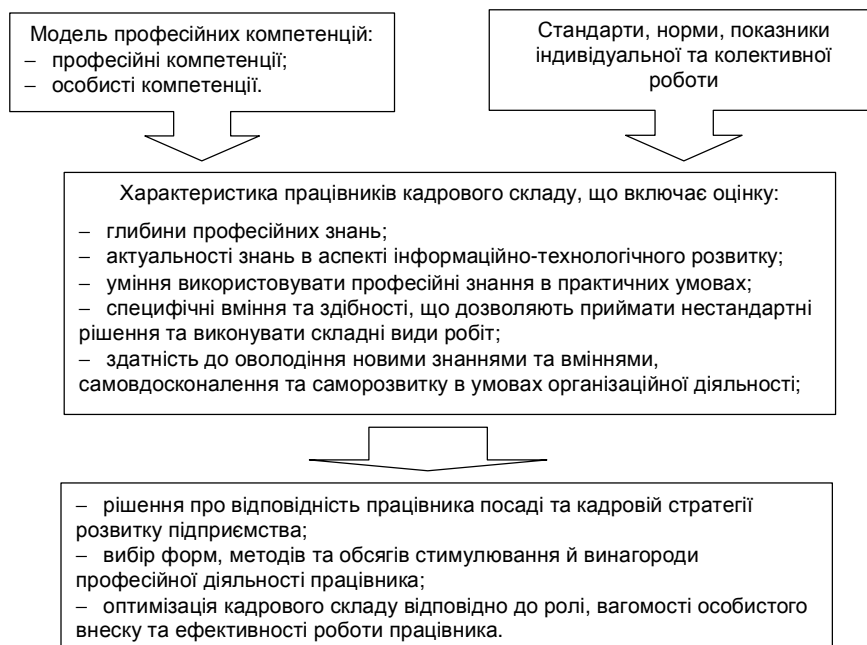 Модель професійних компетенцій:
– професійні компетенції;
– особисті компетенції.
Стандарти, норми, показники
індивідуальної та колективної
роботи
Характеристика працівників кадрового складу, що включає оцінку:
– глибини професійних знань;
– актуальності знань в аспекті інформаційно-технологічного розвитку;
– уміння використовувати професійні знання в практичних умовах;
– специфічні вміння та здібності, що дозволяють приймати нестандартні
рішення та виконувати складні види робіт;
– здатність до оволодіння новими знаннями та вміннями,
самовдосконалення та саморозвитку в умовах організаційної діяльності;
– рішення про відповідність працівника посаді та кадровій стратегії
розвитку підприємства;
– вибір форм, методів та обсягів стимулювання й винагороди
професійної діяльності працівника;
– оптимізація кадрового складу відповідно до ролі, вагомості особистого
внеску та ефективності роботи працівника.